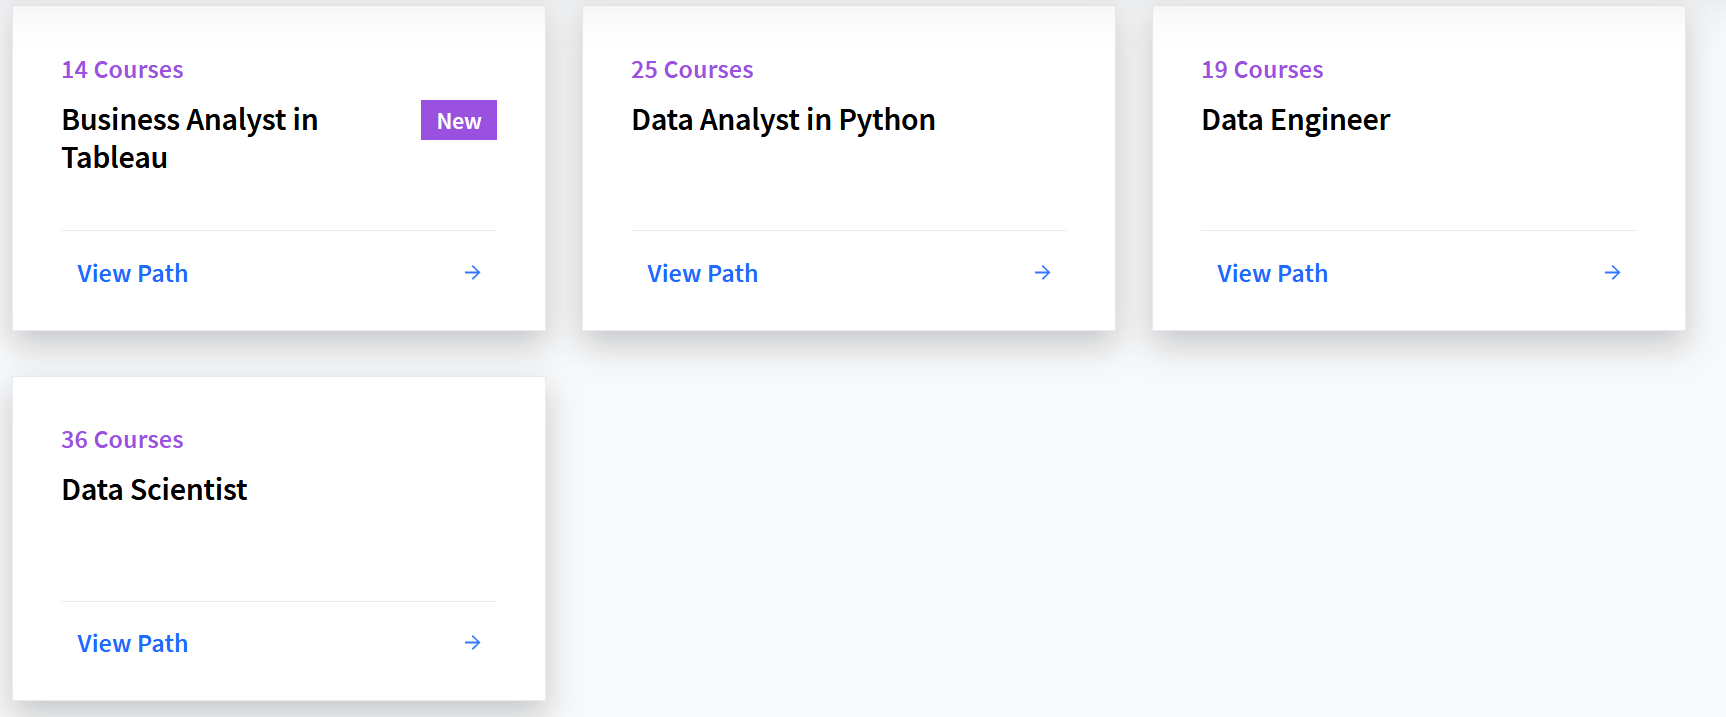 14 Courses
Business Analyst in
Tableau
New
View Path
25 Courses
Data Analyst in Python
View Path
19 Courses
Data Engineer
View Path
36 Courses
Data Scientist
View Path